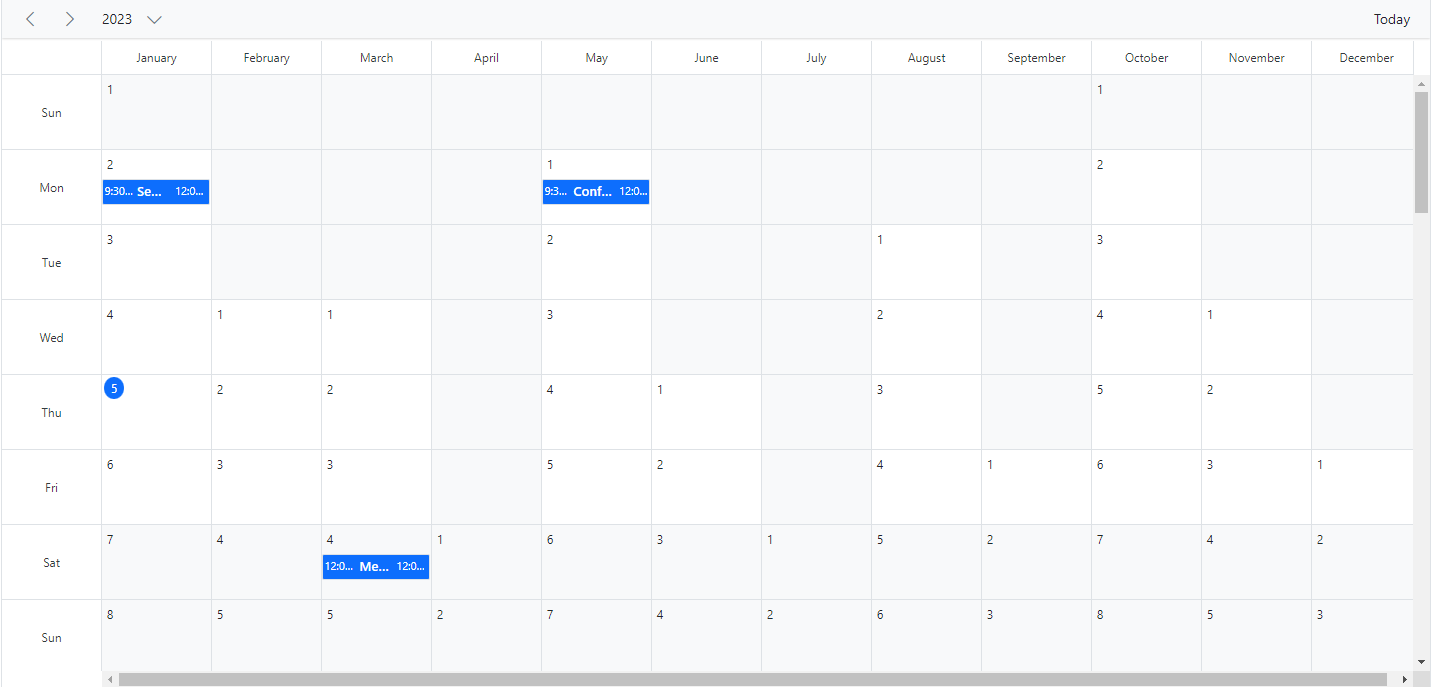 2023 Today
January February March April May June July August September October November December
Sun 1 1
Mon 2 1 2
9:30... Se... 12:0... 9:3... Conf... 12:0...
Tue 3 2 1 3
Wed 4 1 1 3 2 4 1
Thu 5 2 2 4 1 3 5 2
Fri 6 3 3 5 2 4 1 6 3 1
Sat 7 4 4 1 6 3 1 5 2 7 4 2
12:0... Me... 12:0...
Sun 8 5 5 2 7 4 2 6 3 8 5 3